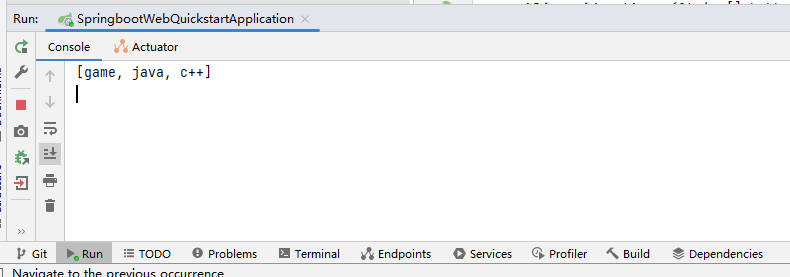 Run: SpringbootWebQuickstartApplication
Console Actuator
[game, java, c++]
Git Run TODO Problems Terminal Endpoints Services Profiler Build Dependencies
Navigate to the previous occurrence